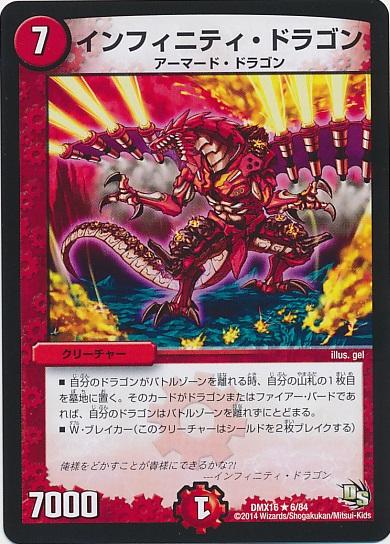 7
インフィニティ・ドラゴン
アーマード・ドラゴン
クリーチャー
illus. gel
■ 自分のドラゴンがバトルゾーンを離れる時、自分の山札の1枚目
を墓地に置く。そのカードがドラゴンまたはファイアー・バードであ
れば、自分のドラゴンはバトルゾーンを離れずにとどまる。
■ W・ブレイカー(このクリーチャーはシールドを2枚ブレイクする)
俺様をどかすことが貴様にできるかな?!
---インフィニティ・ドラゴン
7000
1
DMX16 ★ 6/84
©2014 Wizards/Shogakukan/Mitsui-Kids
DS